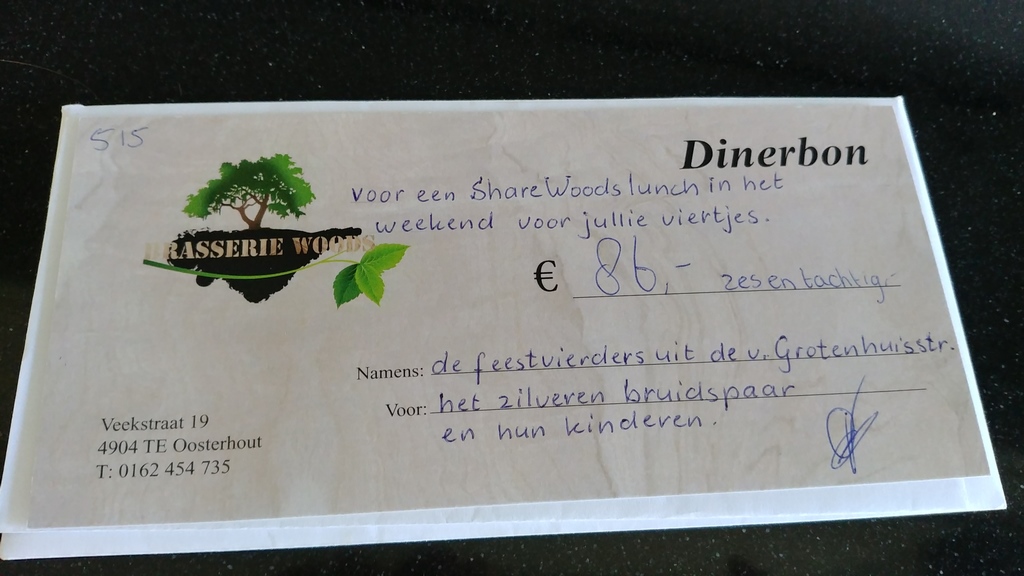 515
Dinerbon
voor een ShareWoods lunch in het
weekend voor jullie viertjes.
BRASSERIE WOODS
€ 86,- zesentachtig
Namens: de feestvierders uit de v. Grotenhuisstr.
Voor: het zilveren bruidspaar
en hun kinderen.
Veekstraat 19
4904 TE Oosterhout
T: 0162 454 735